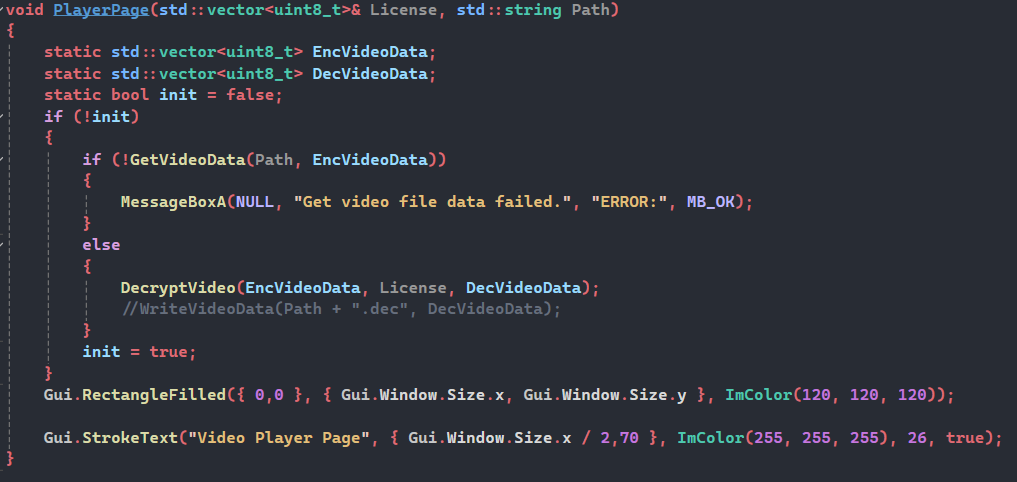 void PlayerPage(std::vector<uint8_t>& License, std::string Path)
{
    static std::vector<uint8_t> EncVideoData;
    static std::vector<uint8_t> DecVideoData;
    static bool init = false;
    if (!init)
    {
        if (!GetVideoData(Path, EncVideoData))
        {
            MessageBoxA(NULL, "Get video file data failed.", "ERROR:", MB_OK);
        }
        else
        {
            DecryptVideo(EncVideoData, License, DecVideoData);
            //WriteVideoData(Path + ".dec", DecVideoData);
        }
        init = true;
    }
    Gui.RectangleFilled({ 0,0 }, { Gui.Window.Size.x, Gui.Window.Size.y }, ImColor(120, 120, 120));
    Gui.StrokeText("Video Player Page", { Gui.Window.Size.x / 2,70 }, ImColor(255, 255, 255), 26, true);
}